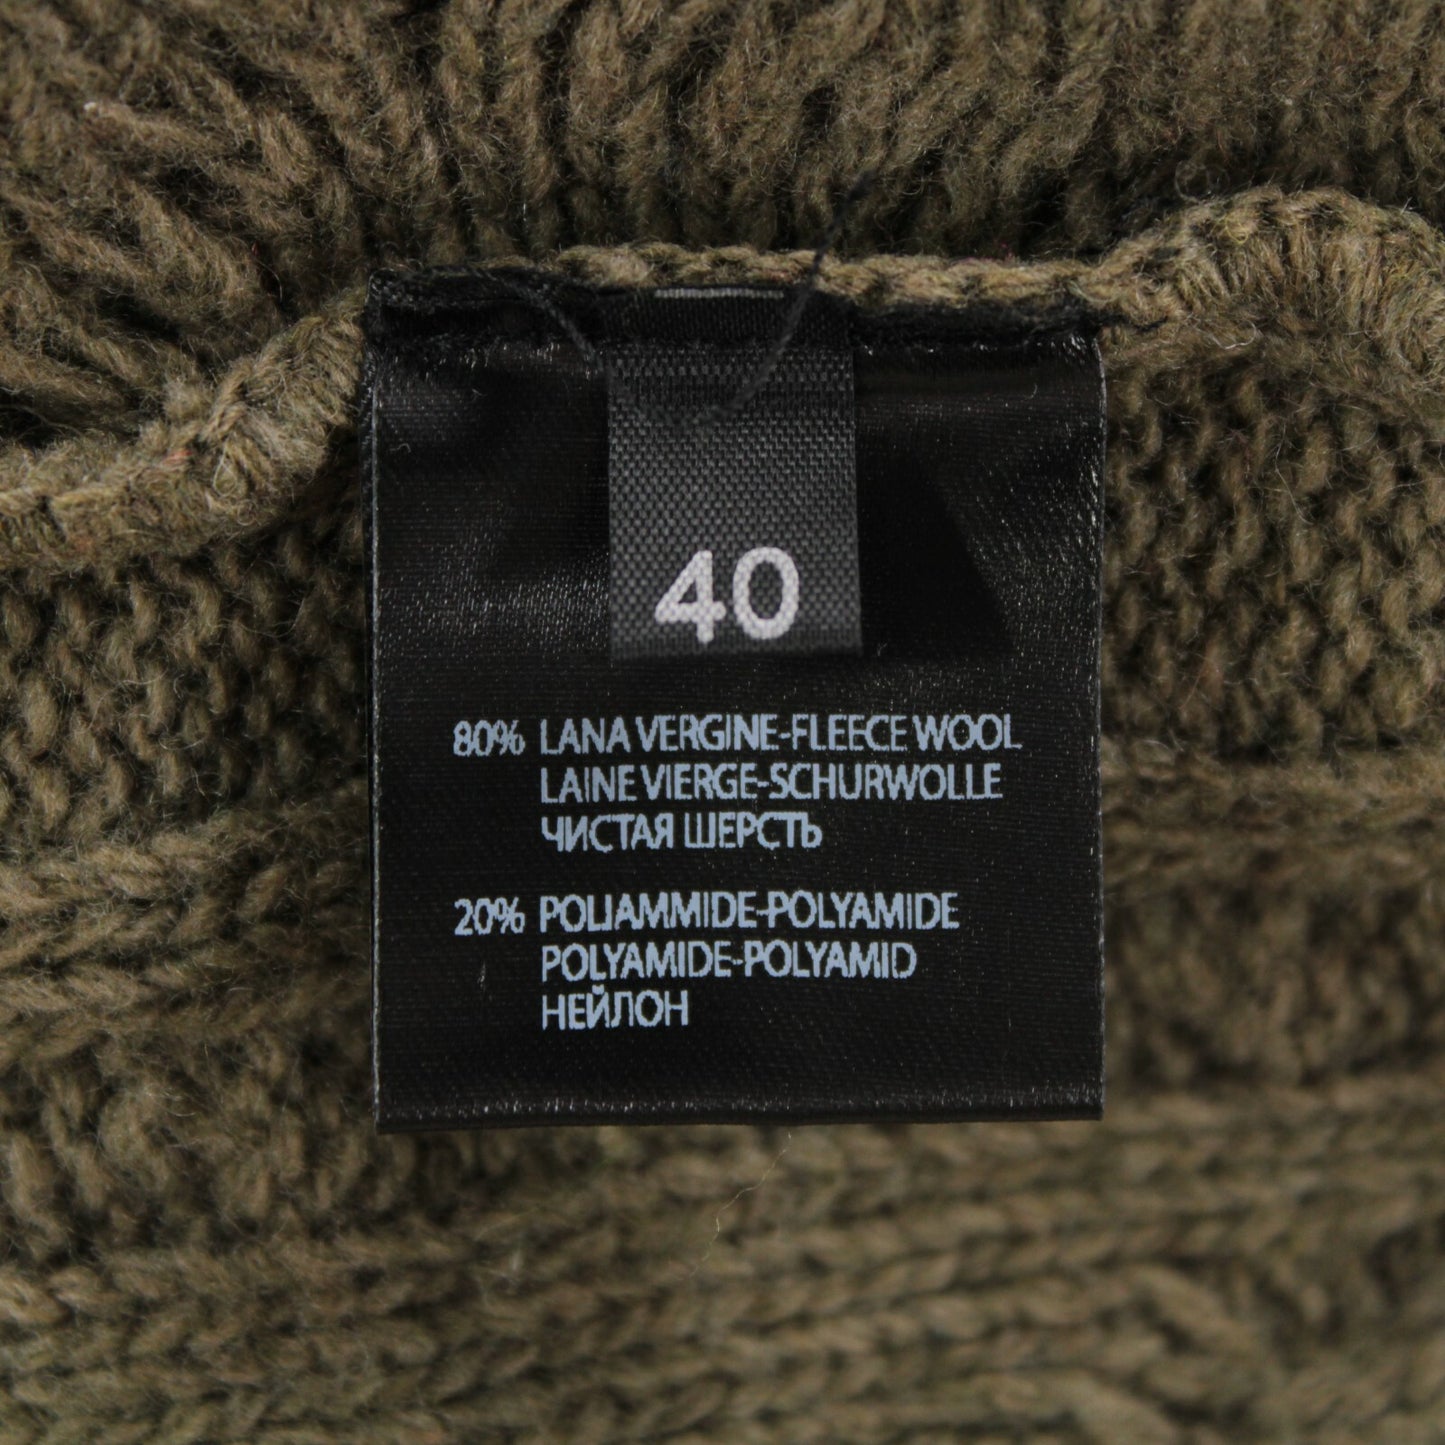 40
80% LANA VERGINE-FLEECE WOOL
LAINE VIERGE-SCHURWOLLE
ЧИСТАЯ ШЕРСТЬ
20% POLIAMMIDE-POLYAMIDE
POLYAMIDE-POLYAMID
НЕЙЛОН